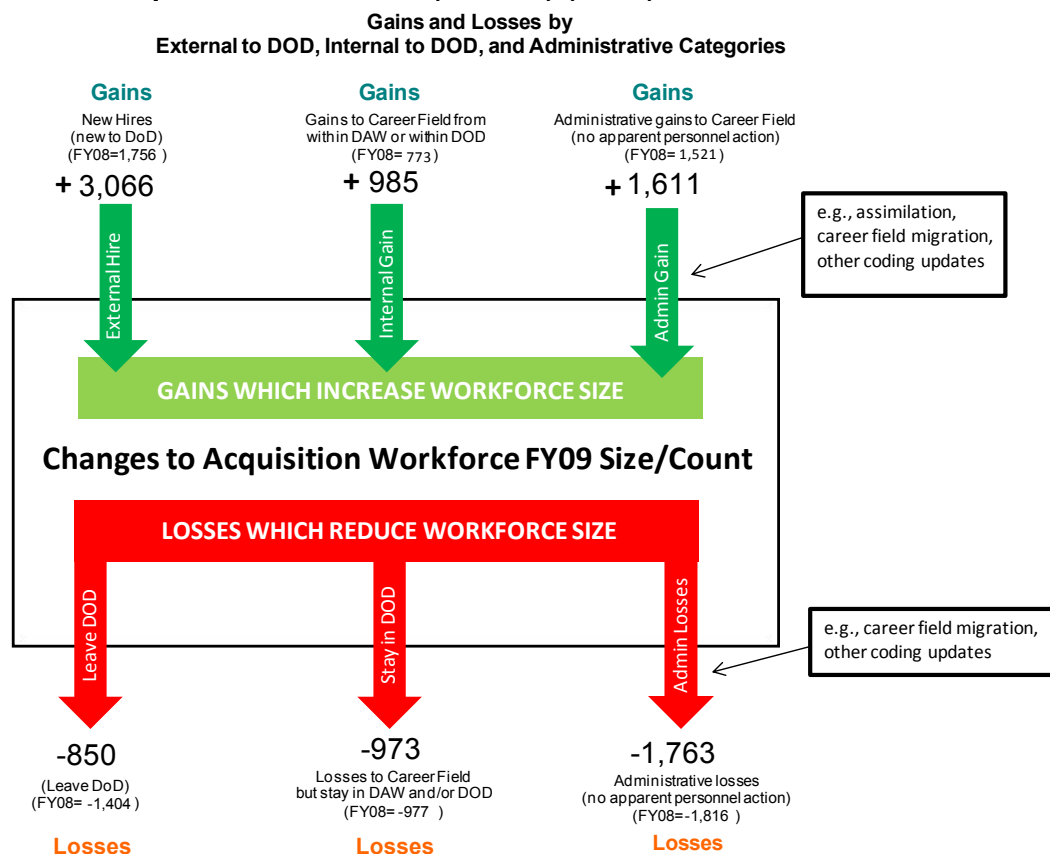 Gains and Losses by
External to DOD, Internal to DOD, and Administrative Categories
Gains
New Hires
(new to DoD)
(FY08=1,756 )
+ 3,066
Gains
Gains to Career Field from
within DAW or within DOD
(FY08= 773)
+ 985
Gains
Administrative gains to Career Field
(no apparent personnel action)
(FY08= 1,521)
+ 1,611
e.g., assimilation,
career field migration,
other coding updates
External Hire
Internal Gain
Admin Gain
GAINS WHICH INCREASE WORKFORCE SIZE
Changes to Acquisition Workforce FY09 Size/Count
LOSSES WHICH REDUCE WORKFORCE SIZE
Leave DOD
Stay in DOD
Admin Losses
e.g., career field migration,
other coding updates
-850
(Leave DoD)
(FY08= -1,404 )
Losses
-973
Losses to Career Field
but stay in DAW and/or DOD
(FY08= -977 )
Losses
-1,763
Administrative losses
(no apparent personnel action)
(FY08=-1,816 )
Losses